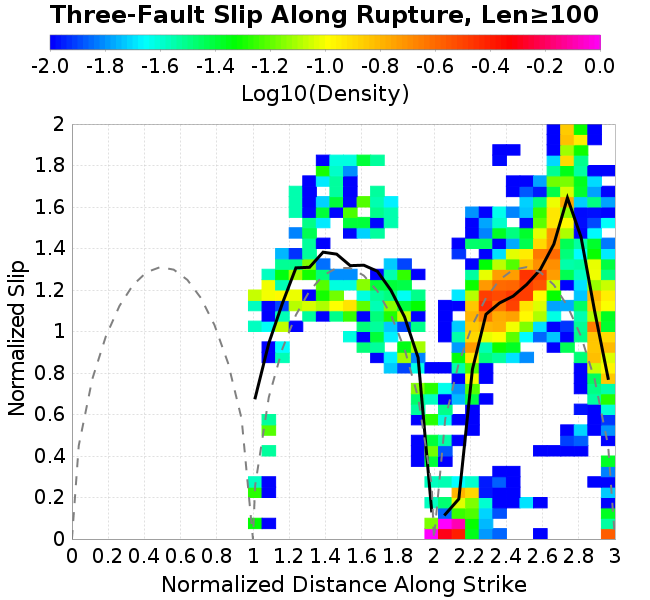 Three-Fault Slip Along Rupture, Len≥100
-2.0 -1.8 -1.6 -1.4 -1.2 -1.0 -0.8 -0.6 -0.4 -0.2 0.0
Log10(Density)
2
1.8
1.6
1.4
1.2
1
0.8
0.6
0.4
0.2
0
Normalized Slip
0 0.2 0.4 0.6 0.8 1 1.2 1.4 1.6 1.8 2 2.2 2.4 2.6 2.8 3
Normalized Distance Along Strike